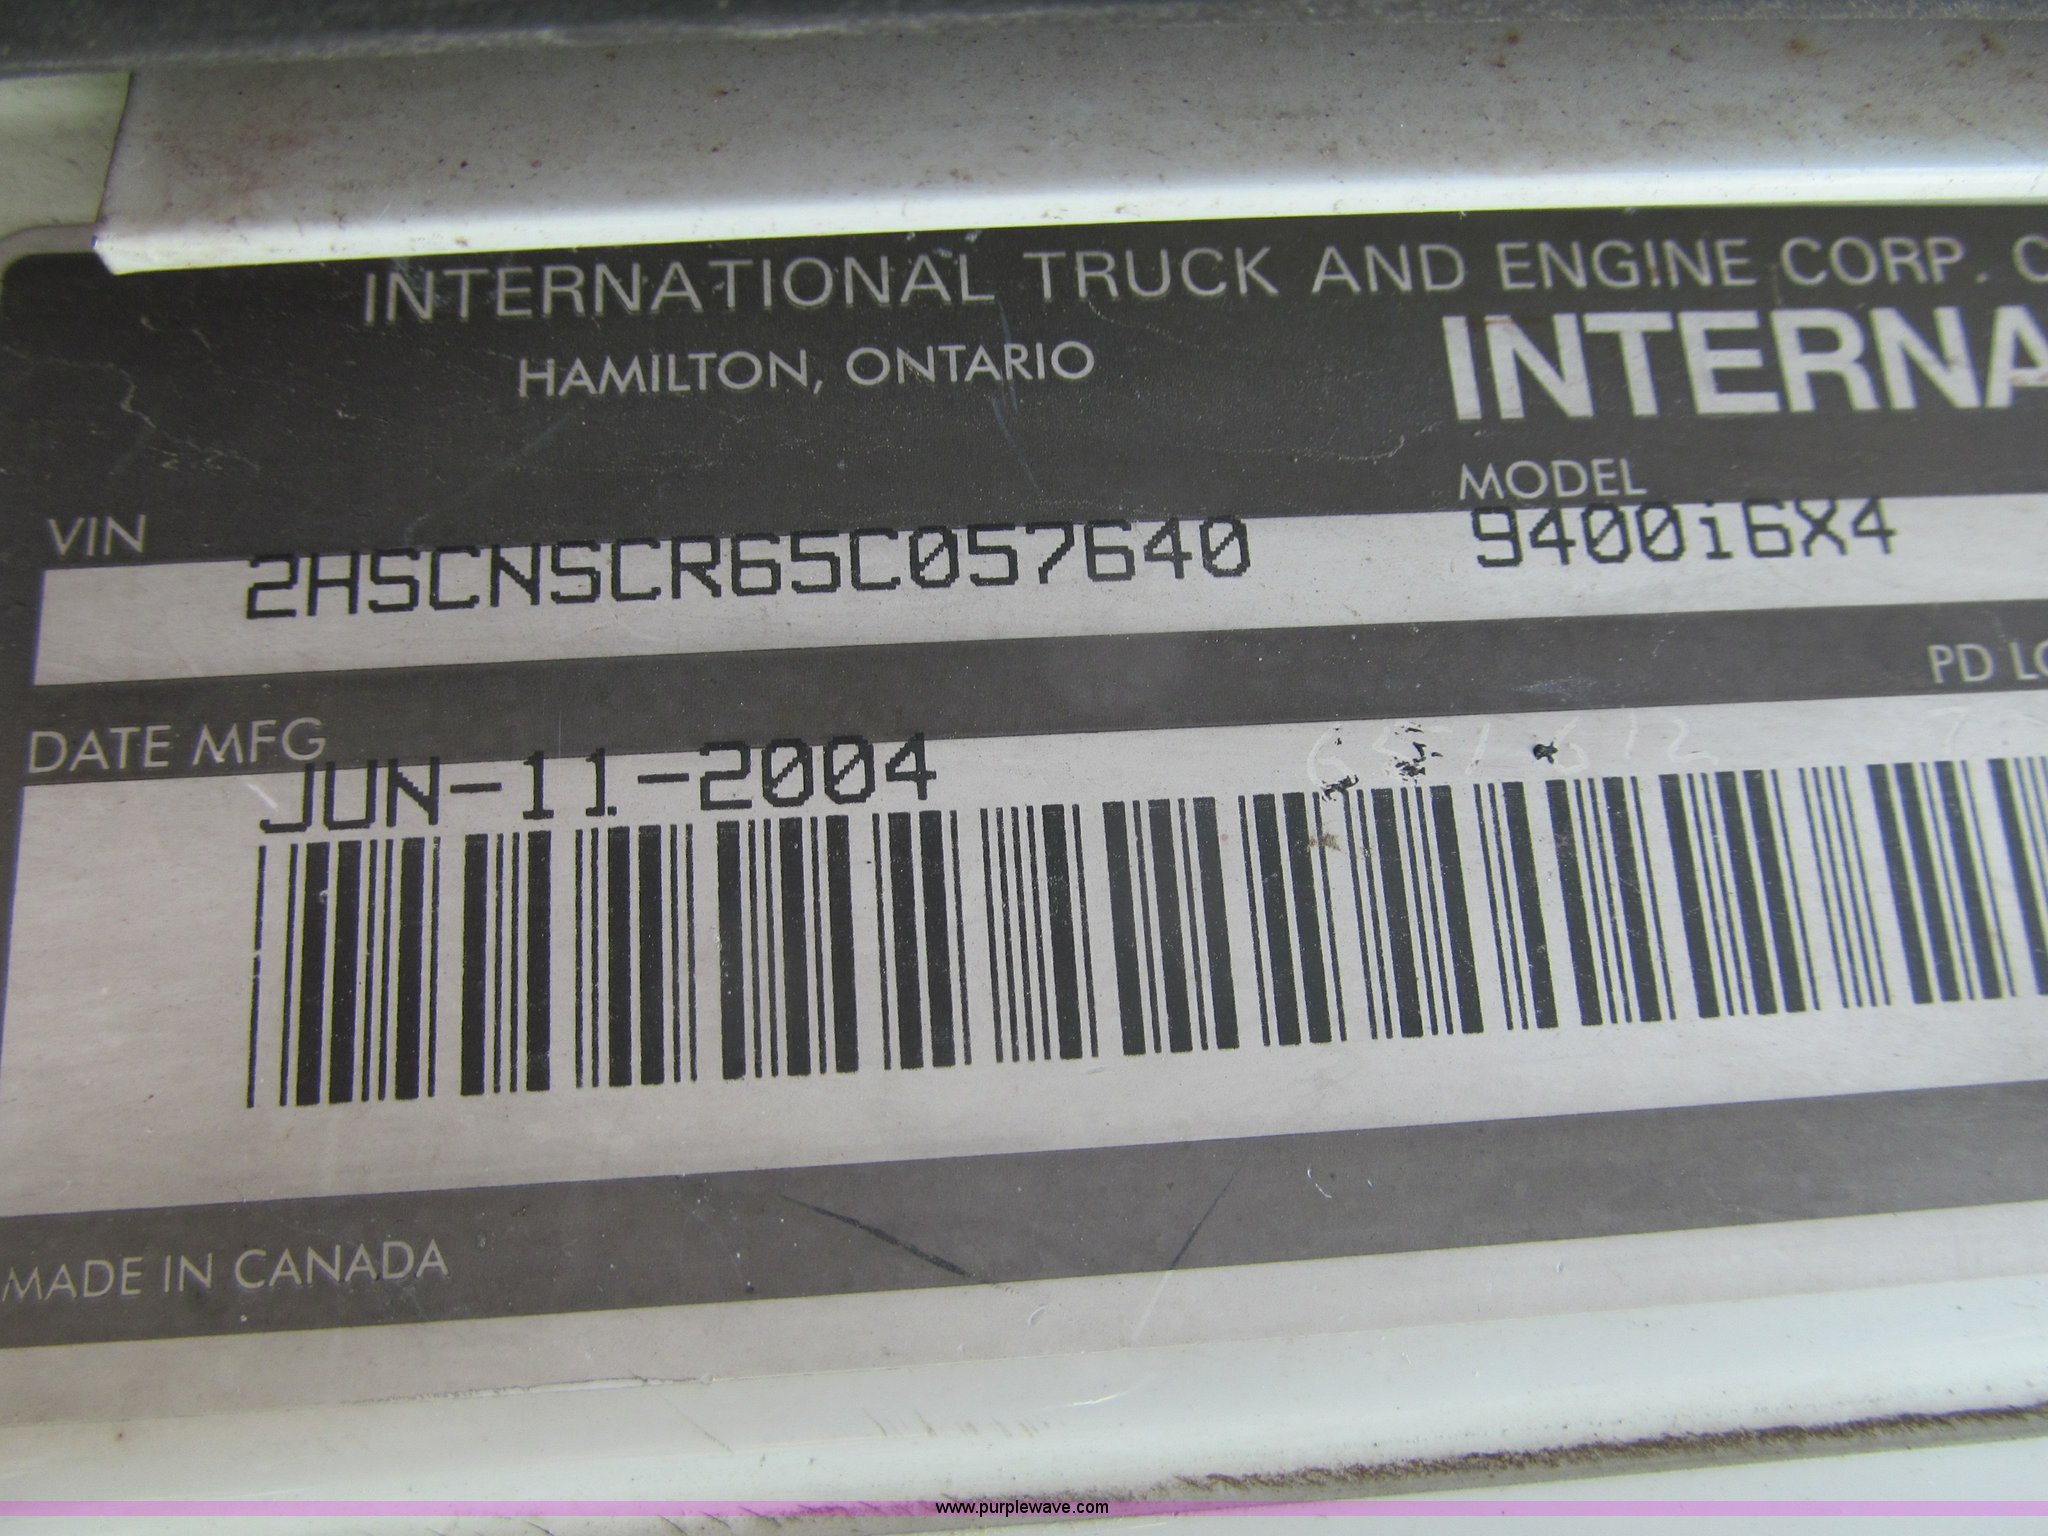 INTERNATIONAL TRUCK AND ENGINE CORP. C
HAMILTON, ONTARIO
INTERNA
VIN
2HSCNSCR65C057640
MODEL
9400i6X4
DATE MFG
JUN-11-2004
PD LO
MADE IN CANADA
www.purplewave.com